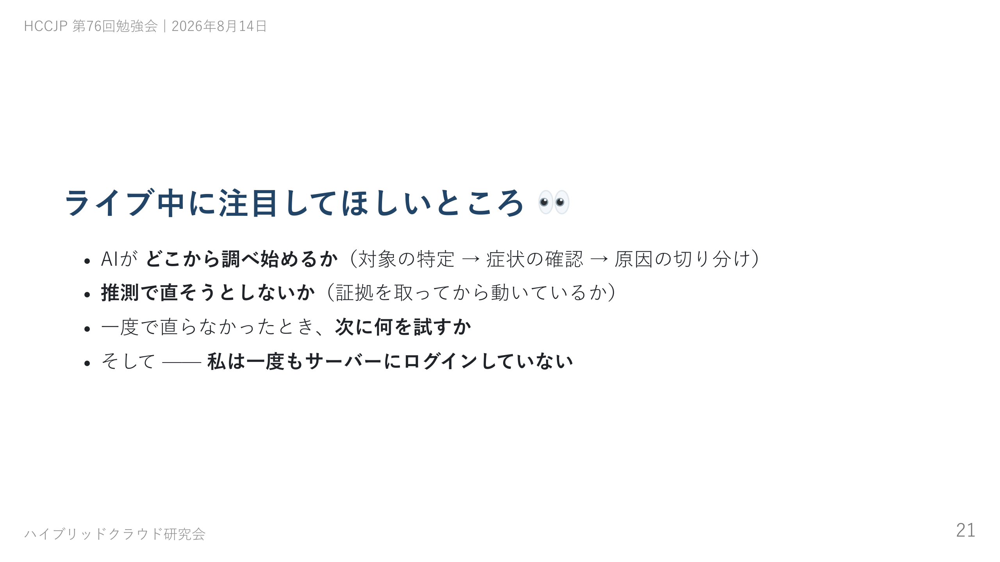 HCCJP 第76回勉強会 | 2026年8月14日
ライブ中に注目してほしいところ 👀
• AIが どこから調べ始めるか（対象の特定 → 症状の確認 → 原因の切り分け）
• 推測で直そうとしないか（証拠を取ってから動いているか）
• 一度で直らなかったとき、次に何を試すか
• そして —— 私は一度もサーバーにログインしていない
ハイブリッドクラウド研究会
21